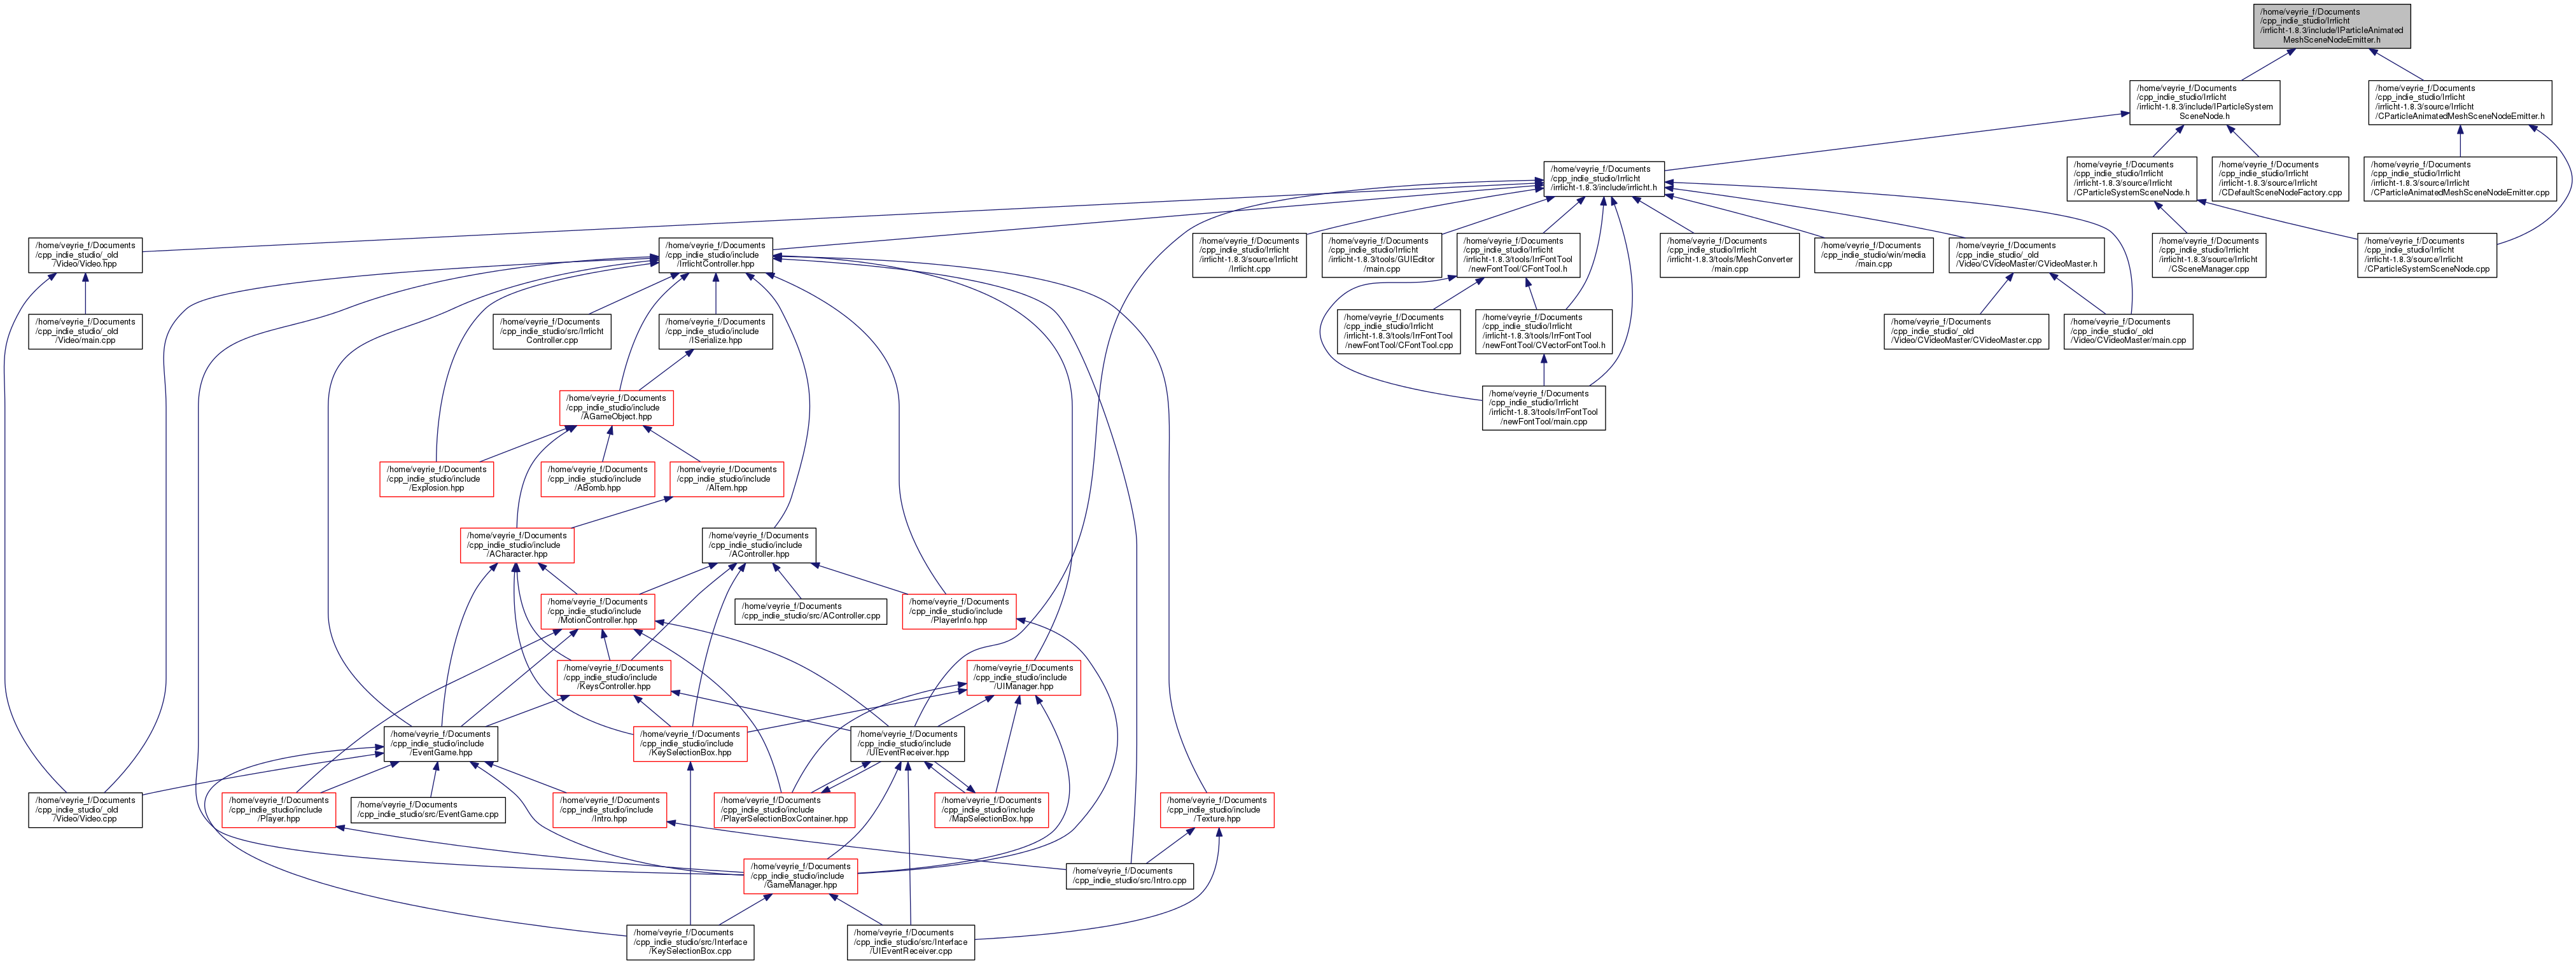 /home/veyrie_f/Documents
/cpp_indie_studio/Irrlicht
/irrlicht-1.8.3/include/IParticleAnimated
MeshSceneNodeEmitter.h
/home/veyrie_f/Documents
/cpp_indie_studio/Irrlicht
/irrlicht-1.8.3/include/IParticleSystem
SceneNode.h
/home/veyrie_f/Documents
/cpp_indie_studio/Irrlicht
/irrlicht-1.8.3/source/Irrlicht
/CParticleAnimatedMeshSceneNodeEmitter.h
/home/veyrie_f/Documents
/cpp_indie_studio/Irrlicht
/irrlicht-1.8.3/include/irrlicht.h
/home/veyrie_f/Documents
/cpp_indie_studio/Irrlicht
/irrlicht-1.8.3/source/Irrlicht
/CParticleSystemSceneNode.h
/home/veyrie_f/Documents
/cpp_indie_studio/Irrlicht
/irrlicht-1.8.3/source/Irrlicht
/CDefaultSceneNodeFactory.cpp
/home/veyrie_f/Documents
/cpp_indie_studio/Irrlicht
/irrlicht-1.8.3/source/Irrlicht
/CParticleAnimatedMeshSceneNodeEmitter.cpp
/home/veyrie_f/Documents
/cpp_indie_studio/_old
/Video/Video.hpp
/home/veyrie_f/Documents
/cpp_indie_studio/include
/IrrlichtController.hpp
/home/veyrie_f/Documents
/cpp_indie_studio/Irrlicht
/irrlicht-1.8.3/source/Irrlicht
/Irrlicht.cpp
/home/veyrie_f/Documents
/cpp_indie_studio/Irrlicht
/irrlicht-1.8.3/tools/GUIEditor
/main.cpp
/home/veyrie_f/Documents
/cpp_indie_studio/Irrlicht
/irrlicht-1.8.3/tools/IrrFontTool
/newFontTool/CFontTool.h
/home/veyrie_f/Documents
/cpp_indie_studio/Irrlicht
/irrlicht-1.8.3/tools/MeshConverter
/main.cpp
/home/veyrie_f/Documents
/cpp_indie_studio/win/media
/main.cpp
/home/veyrie_f/Documents
/cpp_indie_studio/_old
/Video/CVideoMaster/CVideoMaster.h
/home/veyrie_f/Documents
/cpp_indie_studio/Irrlicht
/irrlicht-1.8.3/source/Irrlicht
/CSceneManager.cpp
/home/veyrie_f/Documents
/cpp_indie_studio/Irrlicht
/irrlicht-1.8.3/source/Irrlicht
/CParticleSystemSceneNode.cpp
/home/veyrie_f/Documents
/cpp_indie_studio/_old
/Video/main.cpp
/home/veyrie_f/Documents
/cpp_indie_studio/src/Irrlicht
Controller.cpp
/home/veyrie_f/Documents
/cpp_indie_studio/include
/ISerialize.hpp
/home/veyrie_f/Documents
/cpp_indie_studio/Irrlicht
/irrlicht-1.8.3/tools/IrrFontTool
/newFontTool/CFontTool.cpp
/home/veyrie_f/Documents
/cpp_indie_studio/Irrlicht
/irrlicht-1.8.3/tools/IrrFontTool
/newFontTool/CVectorFontTool.h
/home/veyrie_f/Documents
/cpp_indie_studio/_old
/Video/CVideoMaster/CVideoMaster.cpp
/home/veyrie_f/Documents
/cpp_indie_studio/_old
/Video/CVideoMaster/main.cpp
/home/veyrie_f/Documents
/cpp_indie_studio/include
/AGameObject.hpp
/home/veyrie_f/Documents
/cpp_indie_studio/Irrlicht
/irrlicht-1.8.3/tools/IrrFontTool
/newFontTool/main.cpp
/home/veyrie_f/Documents
/cpp_indie_studio/include
/Explosion.hpp
/home/veyrie_f/Documents
/cpp_indie_studio/include
/ABomb.hpp
/home/veyrie_f/Documents
/cpp_indie_studio/include
/AItem.hpp
/home/veyrie_f/Documents
/cpp_indie_studio/include
/ACharacter.hpp
/home/veyrie_f/Documents
/cpp_indie_studio/include
/AController.hpp
/home/veyrie_f/Documents
/cpp_indie_studio/include
/MotionController.hpp
/home/veyrie_f/Documents
/cpp_indie_studio/src/AController.cpp
/home/veyrie_f/Documents
/cpp_indie_studio/include
/PlayerInfo.hpp
/home/veyrie_f/Documents
/cpp_indie_studio/include
/KeysController.hpp
/home/veyrie_f/Documents
/cpp_indie_studio/include
/UIManager.hpp
/home/veyrie_f/Documents
/cpp_indie_studio/include
/EventGame.hpp
/home/veyrie_f/Documents
/cpp_indie_studio/include
/KeySelectionBox.hpp
/home/veyrie_f/Documents
/cpp_indie_studio/include
/UIEventReceiver.hpp
/home/veyrie_f/Documents
/cpp_indie_studio/_old
/Video/Video.cpp
/home/veyrie_f/Documents
/cpp_indie_studio/include
/Player.hpp
/home/veyrie_f/Documents
/cpp_indie_studio/src/EventGame.cpp
/home/veyrie_f/Documents
/cpp_indie_studio/include
/Intro.hpp
/home/veyrie_f/Documents
/cpp_indie_studio/include
/PlayerSelectionBoxContainer.hpp
/home/veyrie_f/Documents
/cpp_indie_studio/include
/MapSelectionBox.hpp
/home/veyrie_f/Documents
/cpp_indie_studio/include
/Texture.hpp
/home/veyrie_f/Documents
/cpp_indie_studio/include
/GameManager.hpp
/home/veyrie_f/Documents
/cpp_indie_studio/src/Intro.cpp
/home/veyrie_f/Documents
/cpp_indie_studio/src/Interface
/KeySelectionBox.cpp
/home/veyrie_f/Documents
/cpp_indie_studio/src/Interface
/UIEventReceiver.cpp